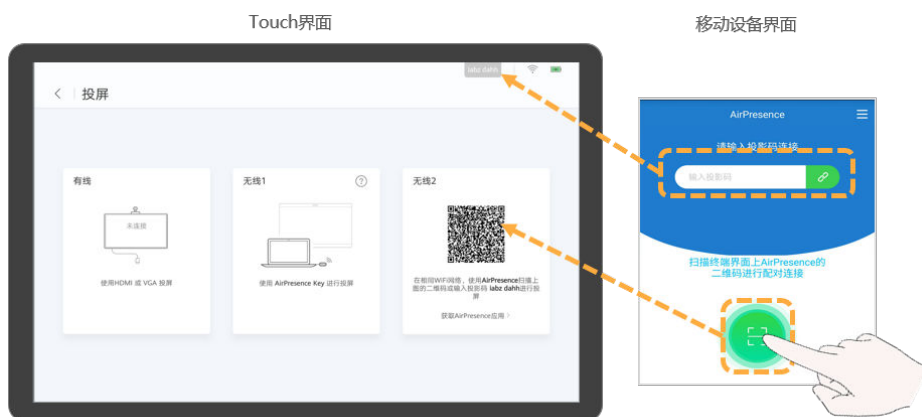 Touch界面
移动设备界面
iabz dahh
投屏
有线
未连接
使用HDMI 或 VGA 投屏
无线1
?
使用 AirPresence Key 进行投屏
无线2
在相同WIFI网络，使用AirPresence扫描上
面的二维码或输入投影码 iabz dahh进行投
屏
获取AirPresence应用
AirPresence
请输入投影码连接
输入投影码
扫描终端界面上AirPresence的
二维码进行配对连接